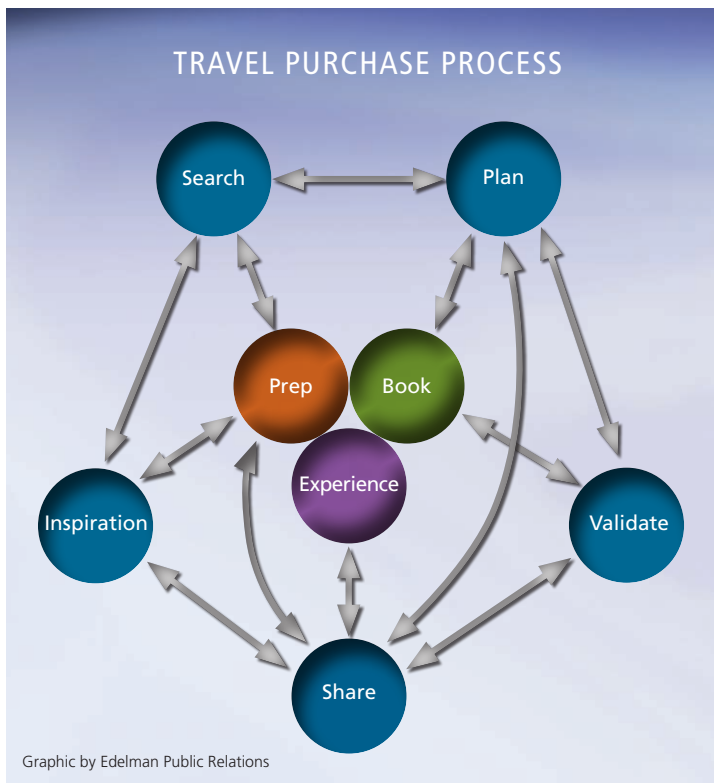 TRAVEL PURCHASE PROCESS
Search
Plan
Prep
Book
Experience
Inspiration
Validate
Share
Graphic by Edelman Public Relations